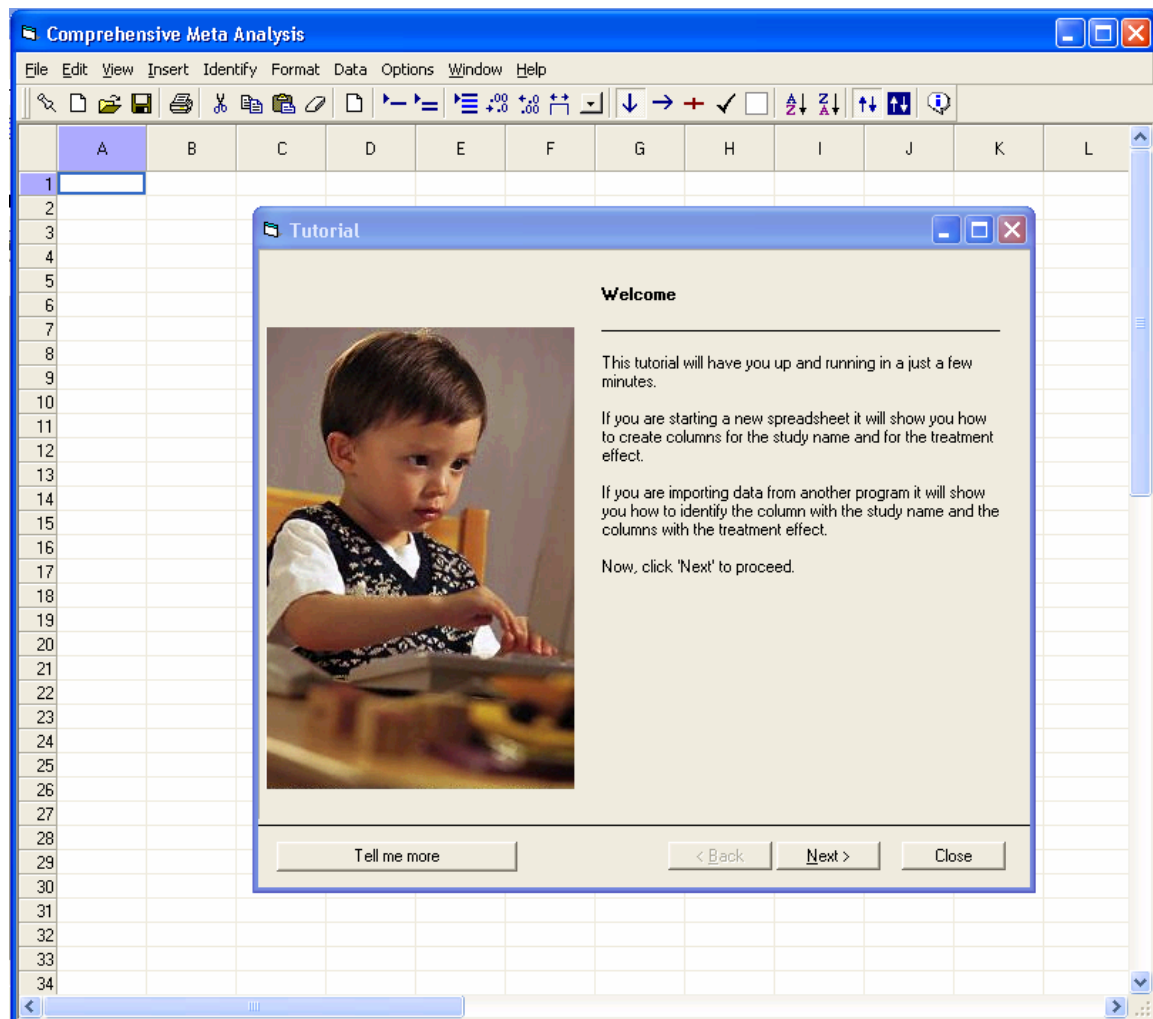 Comprehensive Meta Analysis
File Edit View Insert Identify Format Data Options Window Help
A B C D E F G H I J K L
1
2
3
Tutorial
4
5
Welcome
6
7
8
This tutorial will have you up and running in a just a few
9
minutes.
10
11
If you are starting a new spreadsheet it will show you how
12
to create columns for the study name and for the treatment
effect.
13
14
If you are importing data from another program it will show
15
you how to identify the column with the study name and the
columns with the treatment effect.
16
17
Now, click 'Next' to proceed.
18
19
20
21
22
23
24
25
26
27
28
29
Tell me more < Back Next > Close
30
31
32
33
34